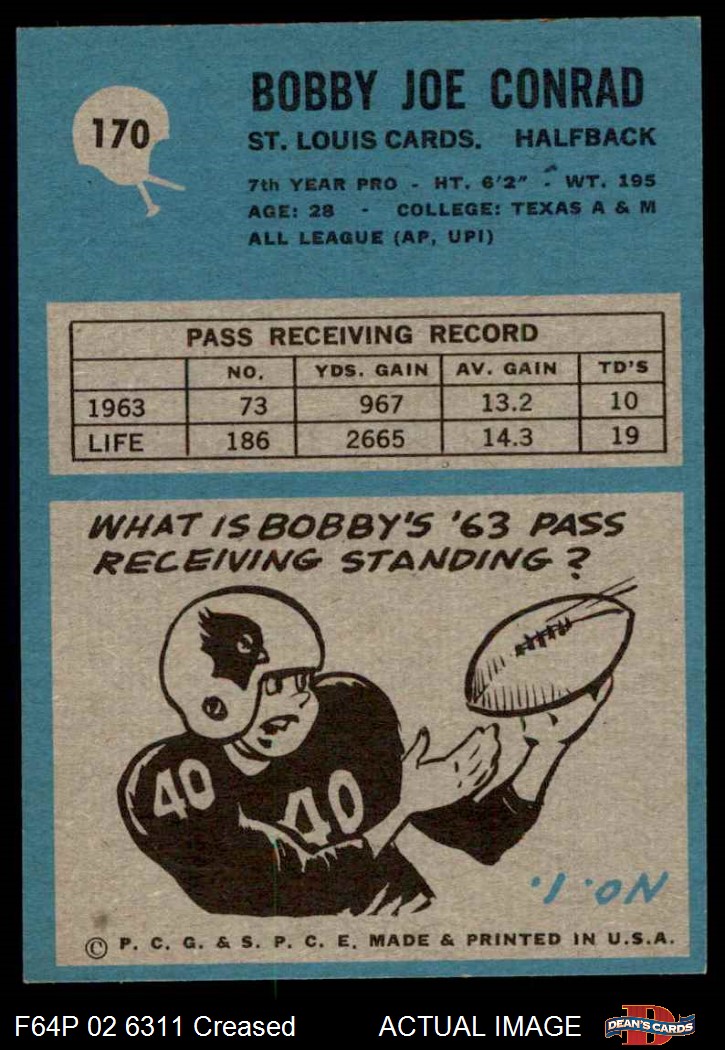 170
BOBBY JOE CONRAD
ST. LOUIS CARDS. HALFBACK
7th YEAR PRO - HT. 6'2" - WT. 195
AGE: 28 - COLLEGE: TEXAS A & M
ALL LEAGUE (AP, UPI)
PASS RECEIVING RECORD
NO. YDS. GAIN AV. GAIN TD'S
1963 73 967 13.2 10
LIFE 186 2665 14.3 19
WHAT IS BOBBY'S '63 PASS
RECEIVING STANDING?
40 40
NO. 1.
© P. C. G. & S. P. C. E. MADE & PRINTED IN U.S.A.
F64P 02 6311 Creased ACTUAL IMAGE
D
DEAN'S CARDS